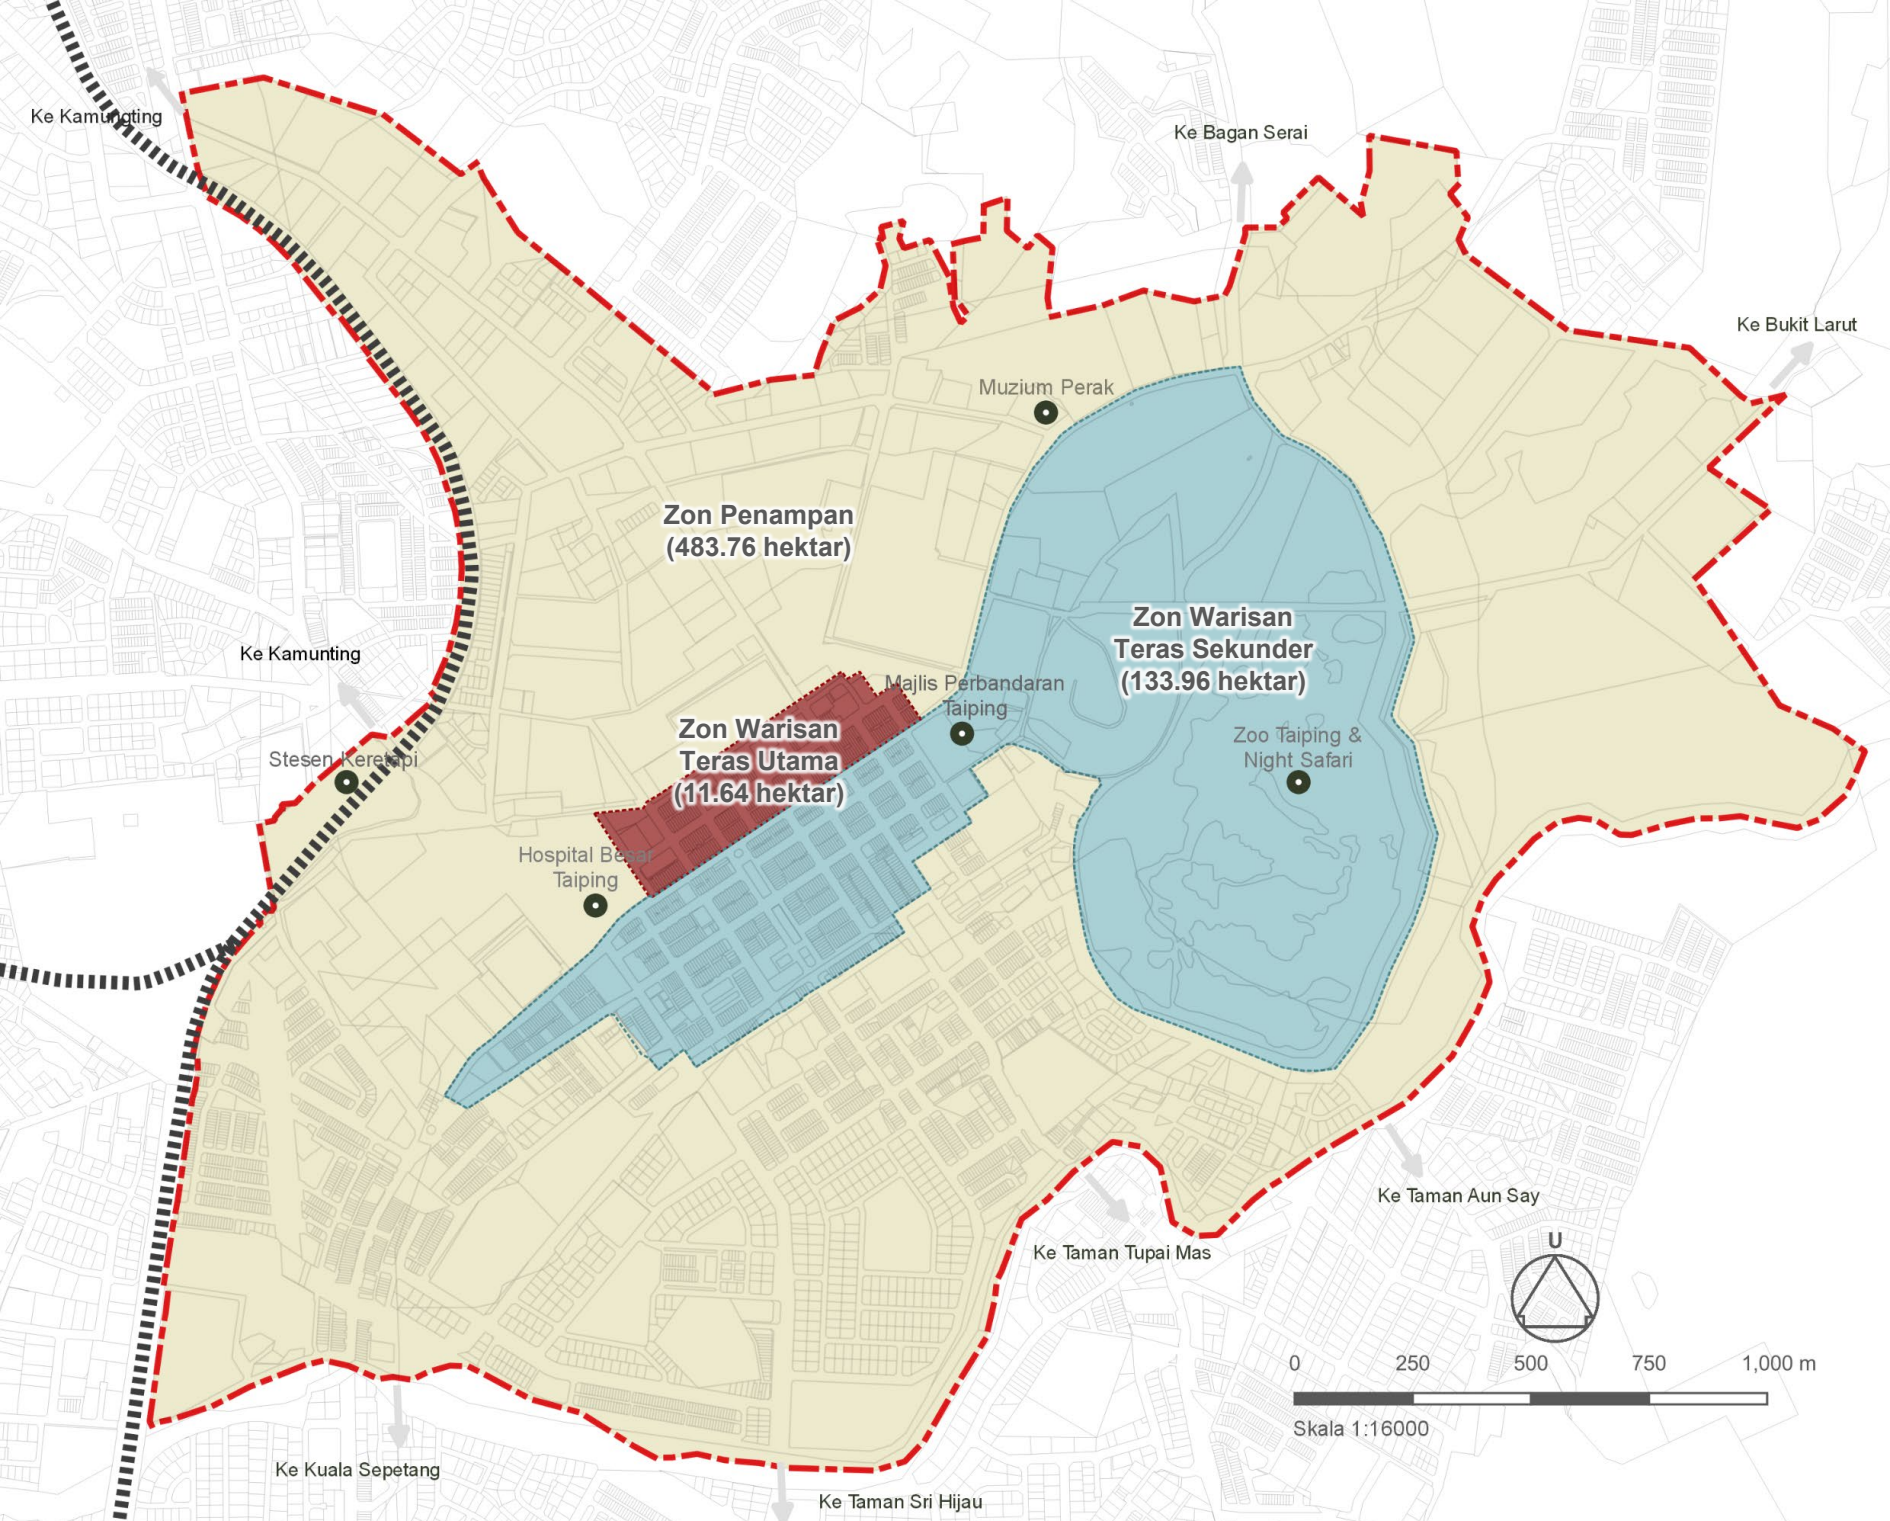 Ke Kamungting
Ke Bagan Serai
Ke Bukit Larut
Muzium Perak
Zon Penampan
(483.76 hektar)
Zon Warisan
Teras Sekunder
(133.96 hektar)
Ke Kamunting
Majlis Perbandaran
Taiping
Zon Warisan
Teras Utama
(11.64 hektar)
Zoo Taiping &
Night Safari
Stesen Keretapi
Hospital Besar
Taiping
Ke Taman Aun Say
Ke Taman Tupai Mas
U
0 250 500 750 1,000 m
Skala 1:16000
Ke Kuala Sepetang
Ke Taman Sri Hijau